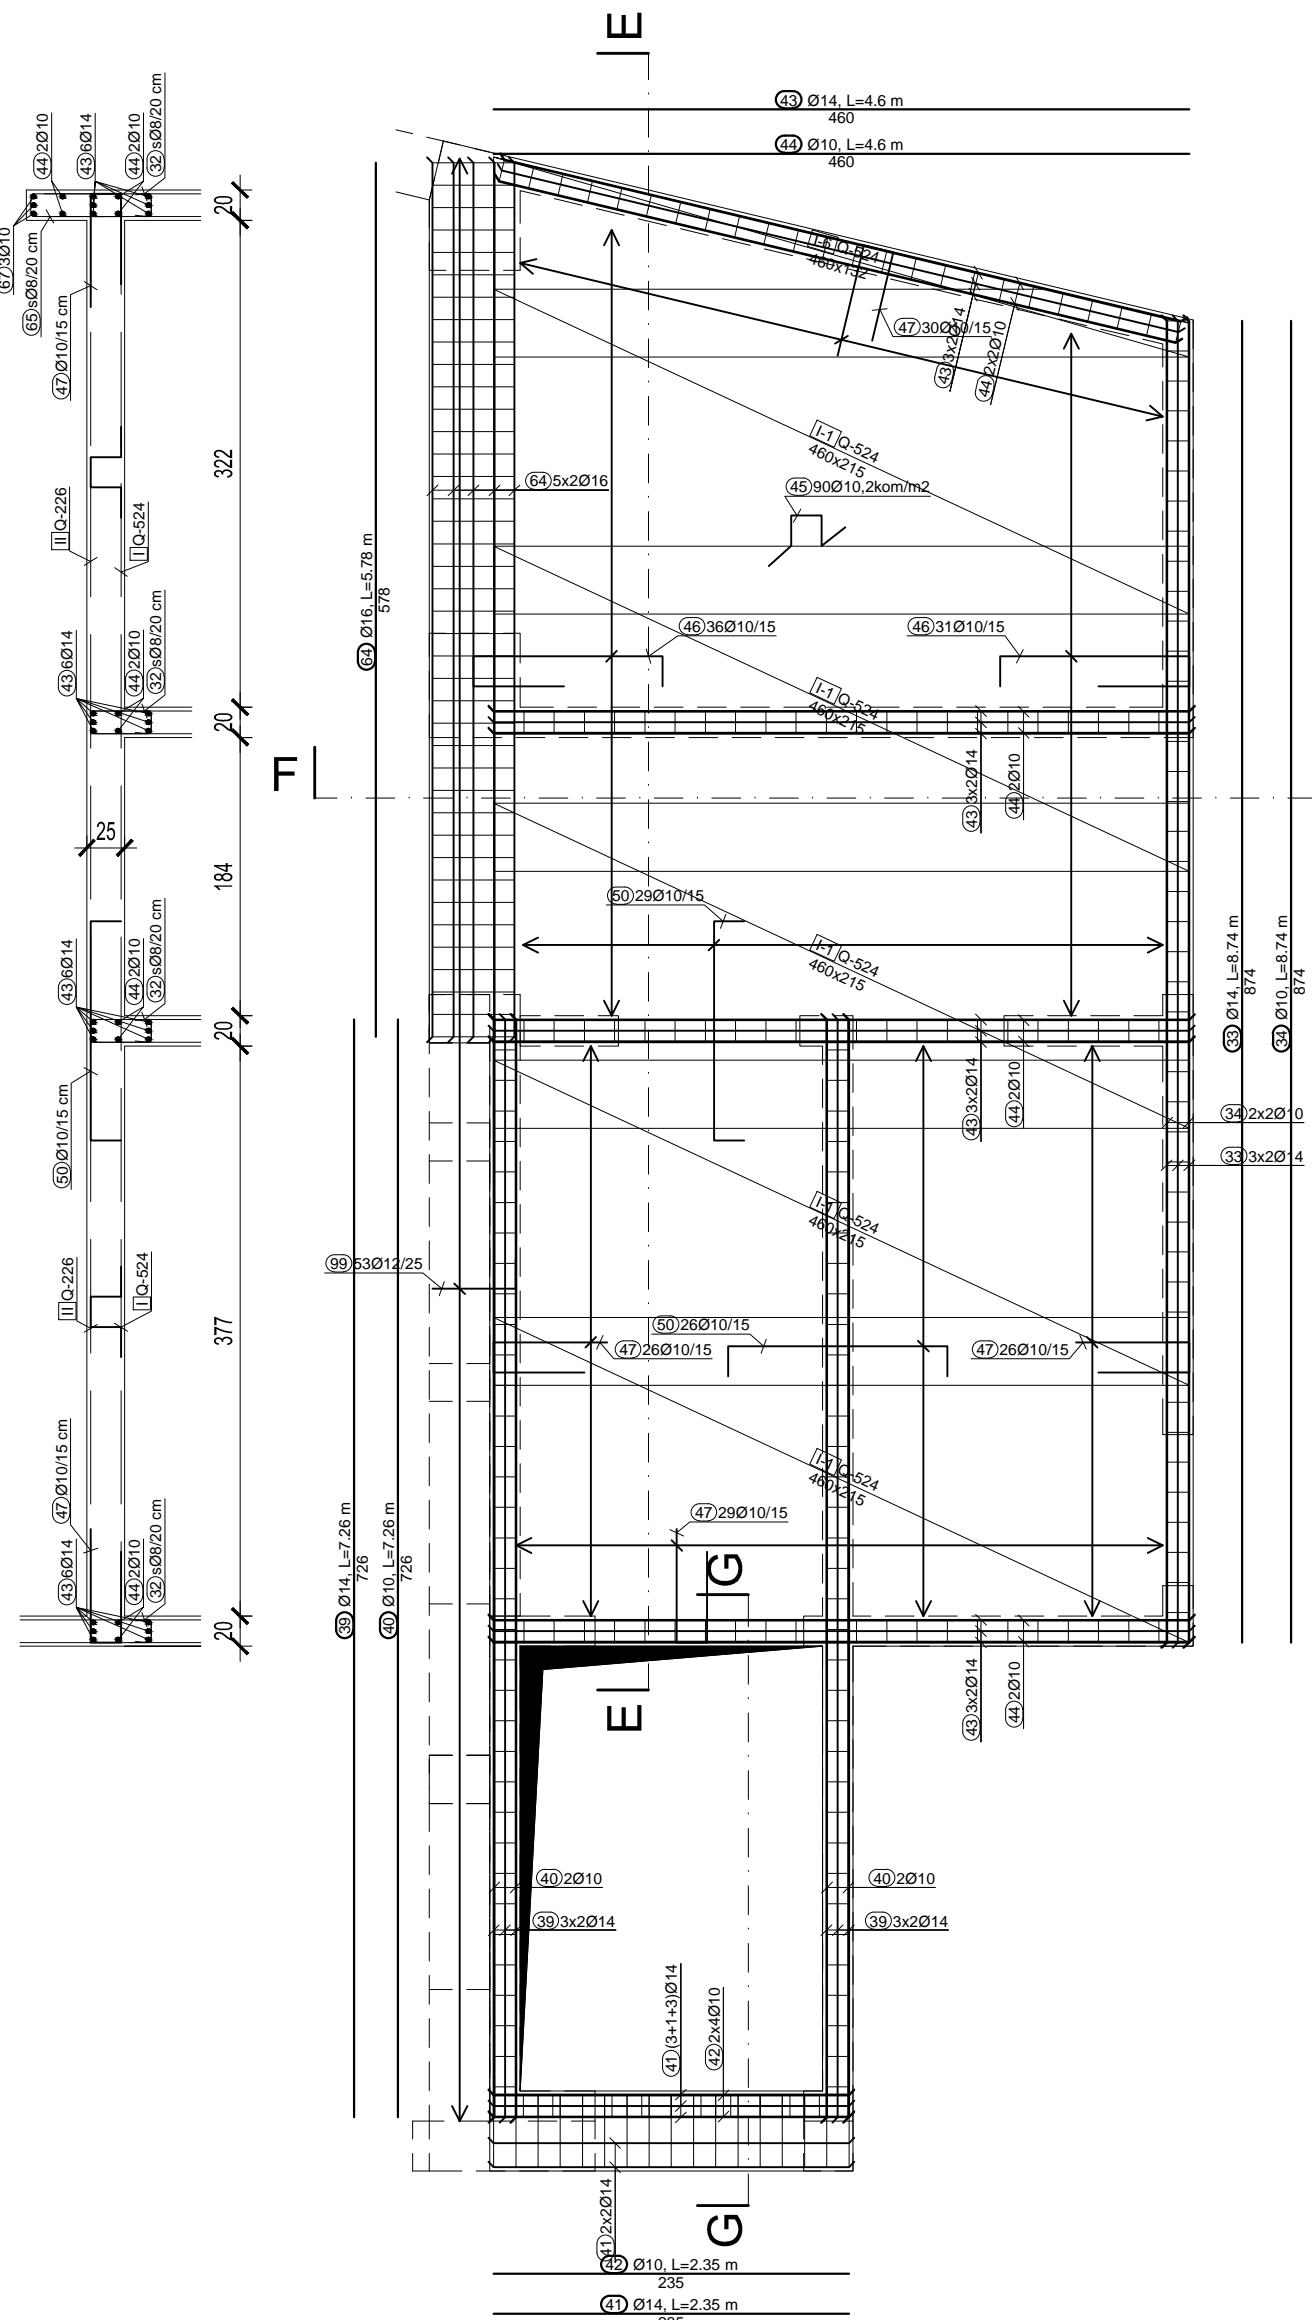 E
43 Ø14, L=4.6 m
460
44 Ø10, L=4.6 m
460
44 2Ø10
43 6Ø14
44 2Ø10
32 sØ8/20 cm
67 3Ø10
65 sØ8/20 cm
47 Ø10/15 cm
20
322
II Q-226
I Q-524
43 6Ø14
44 2Ø10
32 sØ8/20 cm
20
25
184
43 6Ø14
44 2Ø10
32 sØ8/20 cm
20
50 Ø10/15 cm
II Q-226
I Q-524
377
47 Ø10/15 cm
43 6Ø14
44 2Ø10
32 sØ8/20 cm
20
I-6 Q-524
460x132
47 30Ø10/15
43 3x2Ø14
44 2x2Ø10
I-1 Q-524
460x215
64 5x2Ø16
45 90Ø10,2kom/m2
64 Ø16, L=5.78 m
578
46 36Ø10/15
46 31Ø10/15
I-1 Q-524
460x215
F
43 3x2Ø14
44 2Ø10
50 29Ø10/15
I-1 Q-524
460x215
33 Ø14, L=8.74 m
874
34 Ø10, L=8.74 m
874
43 3x2Ø14
44 2Ø10
34 2x2Ø10
33 3x2Ø14
I-1 Q-524
460x215
99 53Ø12/25
50 26Ø10/15
47 26Ø10/15
47 26Ø10/15
I-1 Q-524
460x215
47 29Ø10/15
39 Ø14, L=7.26 m
726
40 Ø10, L=7.26 m
726
G
E
43 3x2Ø14
44 2Ø10
40 2Ø10
40 2Ø10
39 3x2Ø14
39 3x2Ø14
41 (3+1+3)Ø14
42 2x4Ø10
41 2x2Ø14
G
42 Ø10, L=2.35 m
235
41 Ø14, L=2.35 m